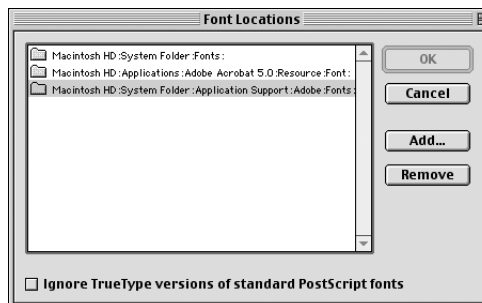 Font Locations
Macintosh HD:System Folder:Fonts:
Macintosh HD:Applications:Adobe Acrobat 5.0:Resource:Font:
Macintosh HD:System Folder:Application Support:Adobe:Fonts:
OK
Cancel
Add...
Remove
Ignore TrueType versions of standard PostScript fonts